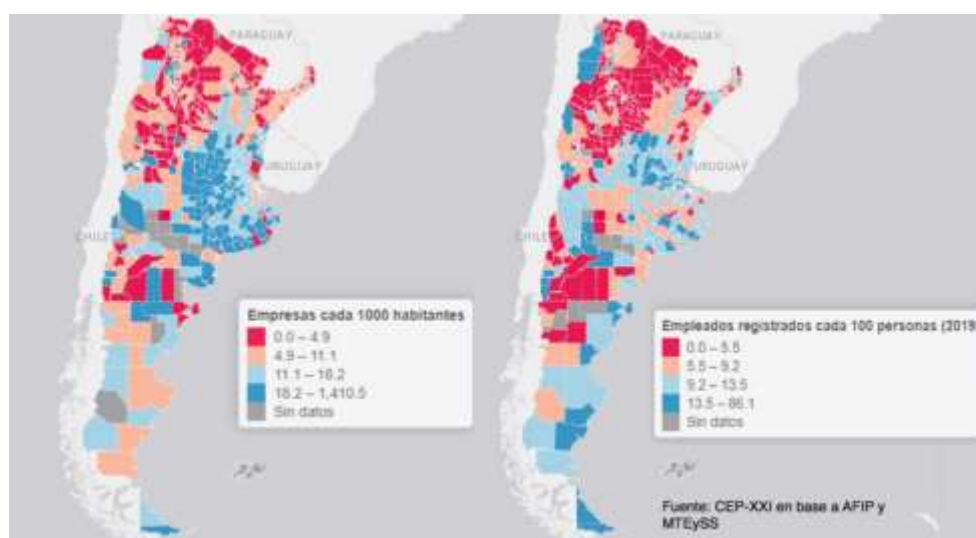 PARAGUAY
URUGUAY
CHILE
Empresas cada 1000 habitantes
0.0 – 4.9
4.9 – 11.1
11.1 – 16.2
16.2 – 1,410.5
Sin datos
PARAGUAY
URUGUAY
CHILE
Empleados registrados cada 100 personas (2019
0.0 – 5.5
5.5 – 9.2
9.2 – 13.5
13.5 – 86.1
Sin datos
Fuente: CEP-XXI en base a AFIP y
MTEySS